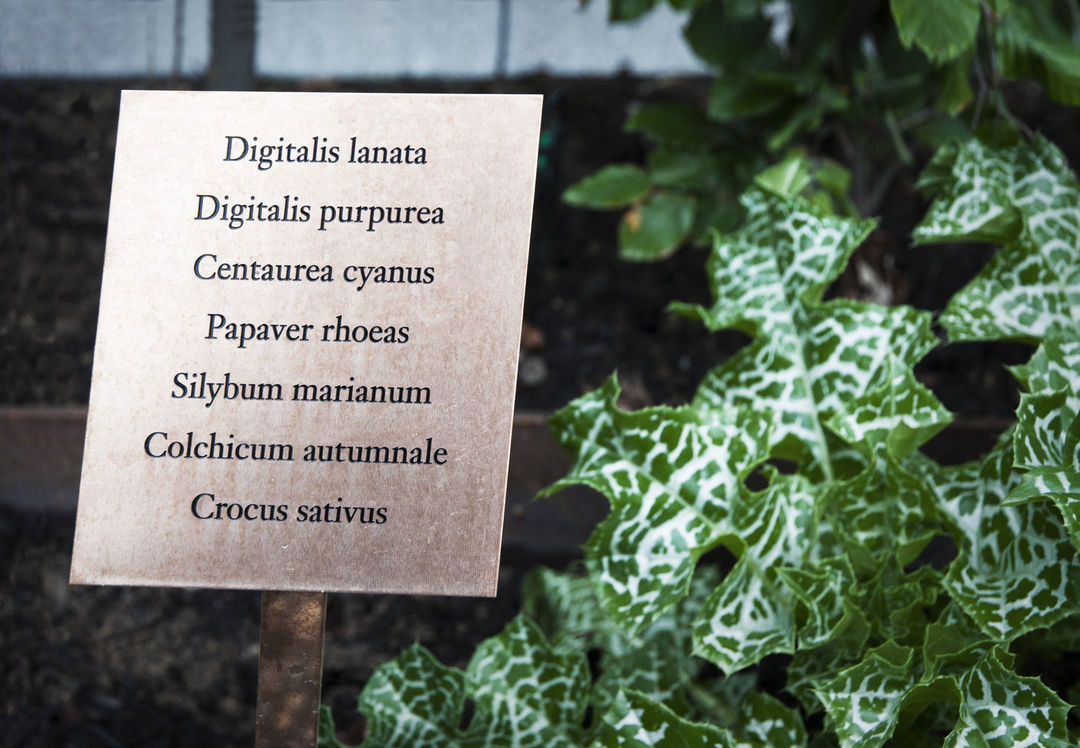 Digitalis lanata
Digitalis purpurea
Centaurea cyanus
Papaver rhoeas
Silybum marianum
Colchicum autumnale
Crocus sativus